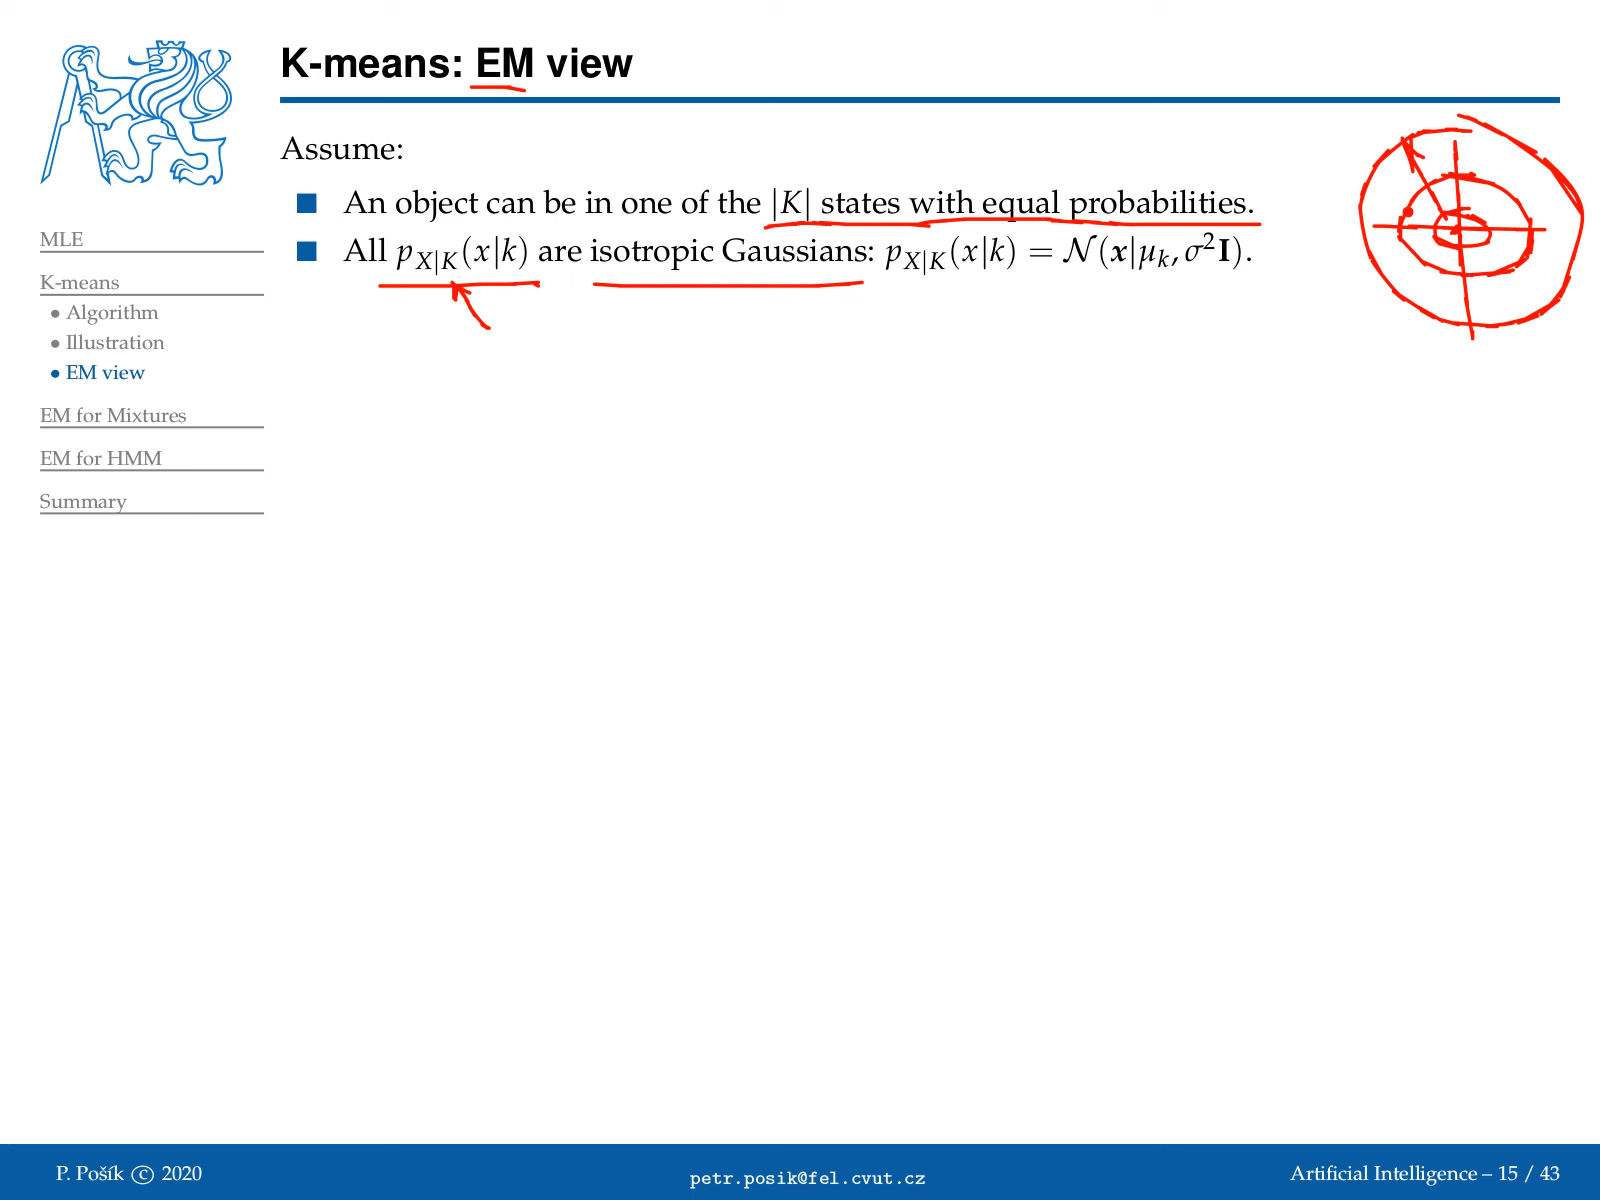 K-means: EM view
MLE
K-means
• Algorithm
• Illustration
• EM view
EM for Mixtures
EM for HMM
Summary
Assume:
■ An object can be in one of the |K| states with equal probabilities.
■ All p_{X|K}(x|k) are isotropic Gaussians: p_{X|K}(x|k) = 𝒩(x|μ_k, σ²I).
P. Pošík © 2020
petr.posik@fel.cvut.cz
Artificial Intelligence – 15 / 43